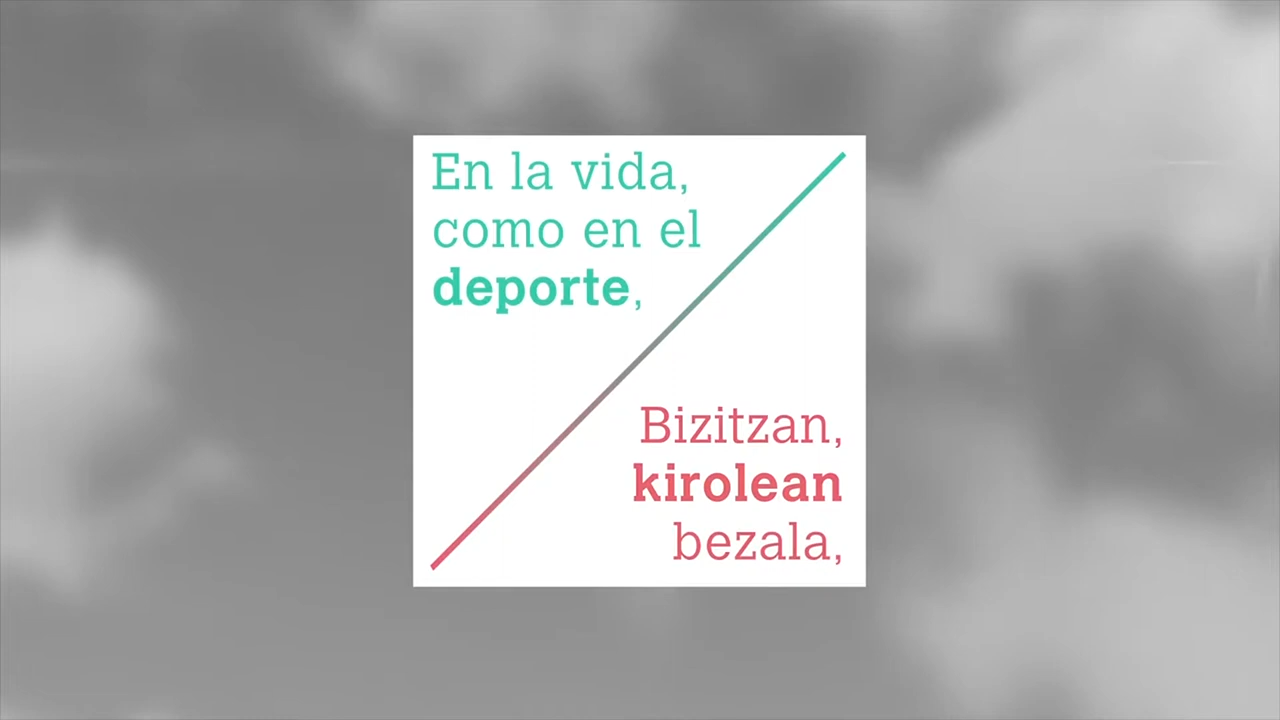 En la vida,
como en el
deporte,
Bizitzan,
kirolean
bezala,